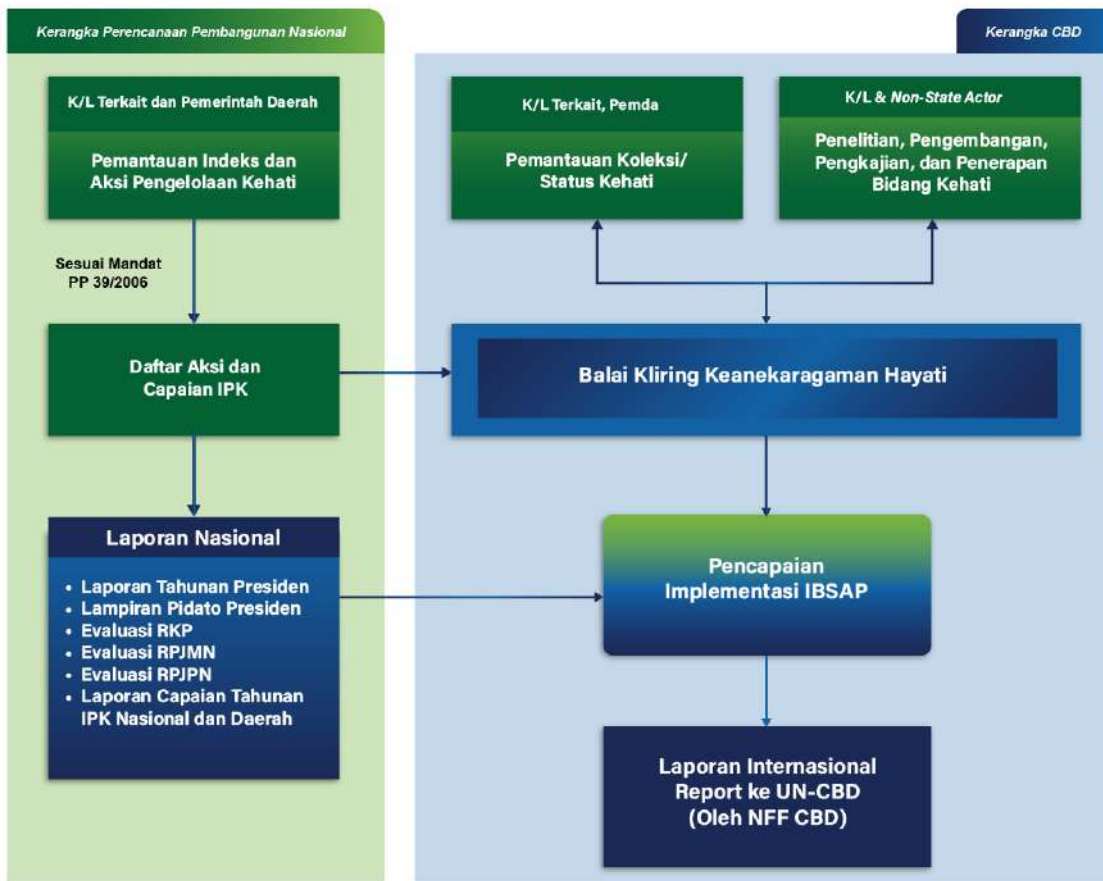 Kerangka Perencanaan Pembangunan Nasional
K/L Terkait dan Pemerintah Daerah
Pemantauan Indeks dan
Aksi Pengelolaan Kehati
Sesuai Mandat
PP 39/2006
Daftar Aksi dan
Capaian IPK
Laporan Nasional
• Laporan Tahunan Presiden
• Lampiran Pidato Presiden
• Evaluasi RKP
• Evaluasi RPJMN
• Evaluasi RPJPN
• Laporan Capaian Tahunan
IPK Nasional dan Daerah
Kerangka CBD
K/L Terkait, Pemda
Pemantauan Koleksi/
Status Kehati
K/L & Non-State Actor
Penelitian, Pengembangan,
Pengkajian, dan Penerapan
Bidang Kehati
Balai Kliring Keanekaragaman Hayati
Pencapaian
Implementasi IBSAP
Laporan Internasional
Report ke UN-CBD
(Oleh NFF CBD)